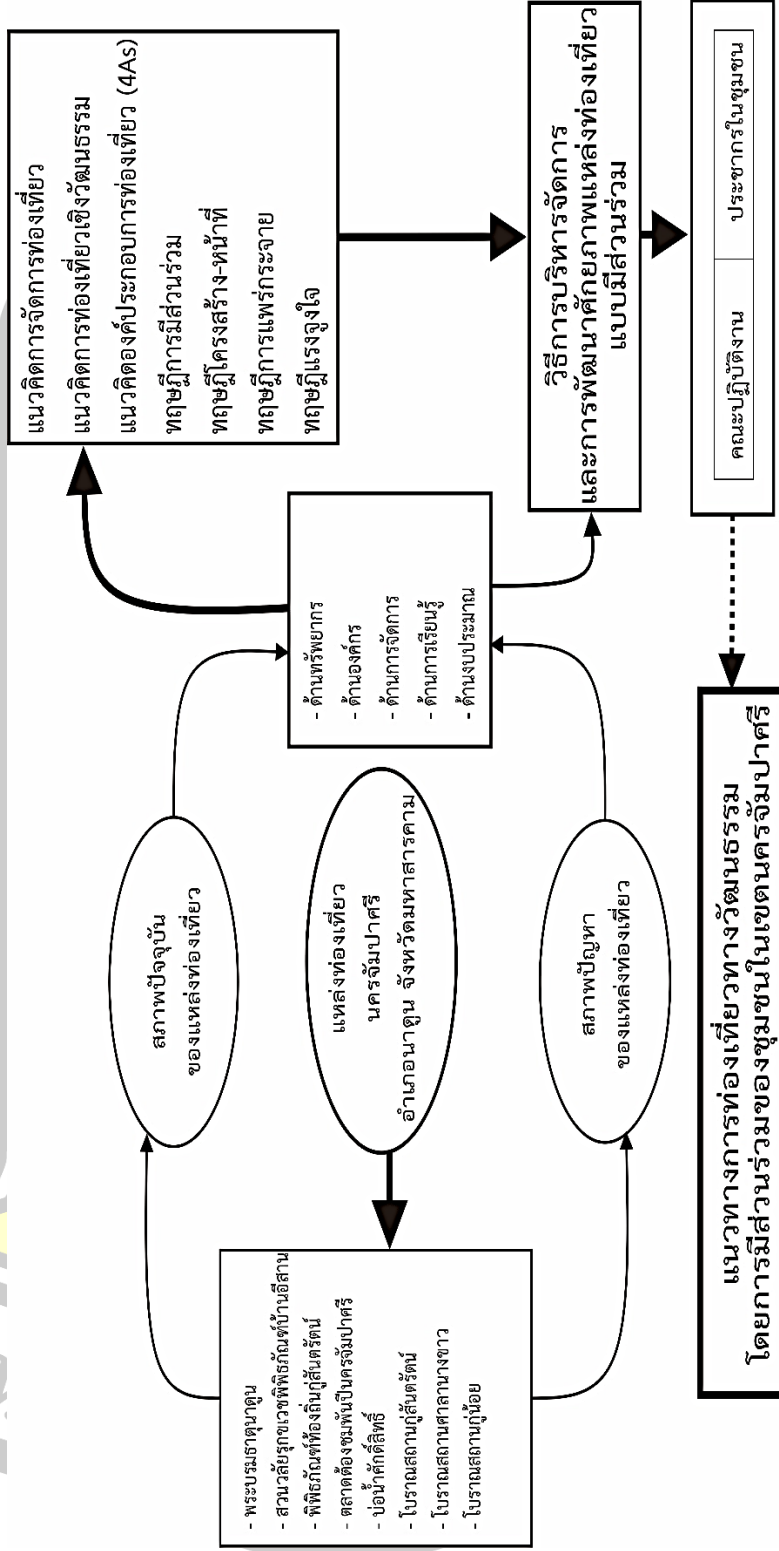 - พระบรมธาตุนาดูน
- สวนวลัยรุกขเวชพิพิธภัณฑ์บ้านอีสาน
- พิพิธภัณฑ์ท้องถิ่นกู่สันตรัตน์
- ตลาดต้องชมพันปีนครจัมปาศรี
- บ่อน้ำศักดิ์สิทธิ์
- โบราณสถานกู่สันตรัตน์
- โบราณสถานศาลานางขาว
- โบราณสถานกู่น้อย
สภาพปัจจุบัน
ของแหล่งท่องเที่ยว
แหล่งท่องเที่ยว
นครจัมปาศรี
อำเภอนาดูน จังหวัดมหาสารคาม
สภาพปัญหา
ของแหล่งท่องเที่ยว
- ด้านทรัพยากร
- ด้านองค์กร
- ด้านการจัดการ
- ด้านการเรียนรู้
- ด้านงบประมาณ
แนวคิดการจัดการท่องเที่ยว
แนวคิดการท่องเที่ยวเชิงวัฒนธรรม
แนวคิดองค์ประกอบการท่องเที่ยว (4As)
ทฤษฎีการมีส่วนร่วม
ทฤษฎีโครงสร้าง-หน้าที่
ทฤษฎีการแพร่กระจาย
ทฤษฎีแรงจูงใจ
วิธีการบริหารจัดการ
และการพัฒนาศักยภาพแหล่งท่องเที่ยว
แบบมีส่วนร่วม
คณะปฏิบัติงาน
ประชากรในชุมชน
แนวทางการท่องเที่ยวทางวัฒนธรรม
โดยการมีส่วนร่วมของชุมชนในเขตนครจัมปาศรี